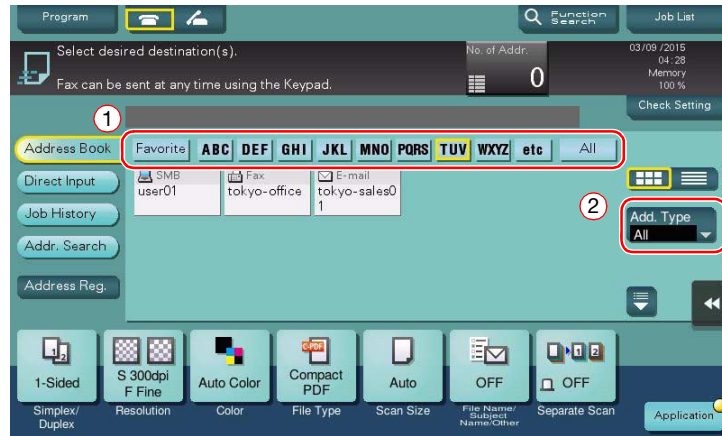 Program
Function
Search
Job List
Select desired destination(s).
Fax can be sent at any time using the Keypad.
No. of Addr.
0
03/09 /2015
04:28
Memory
100 %
Check Setting
1
Address Book
Favorite ABC DEF GHI JKL MNO PQRS TUV WXYZ etc All
Direct Input
Job History
Addr. Search
Address Reg.
SMB
user01
Fax
tokyo-office
E-mail
tokyo-sales0
1
2
Add. Type
All
1-Sided
S 300dpi
F Fine
Auto Color
C-PDF
Compact
PDF
Auto
OFF
OFF
Simplex/
Duplex
Resolution
Color
File Type
Scan Size
File Name/
Subject
Name/Other
Separate Scan
Application